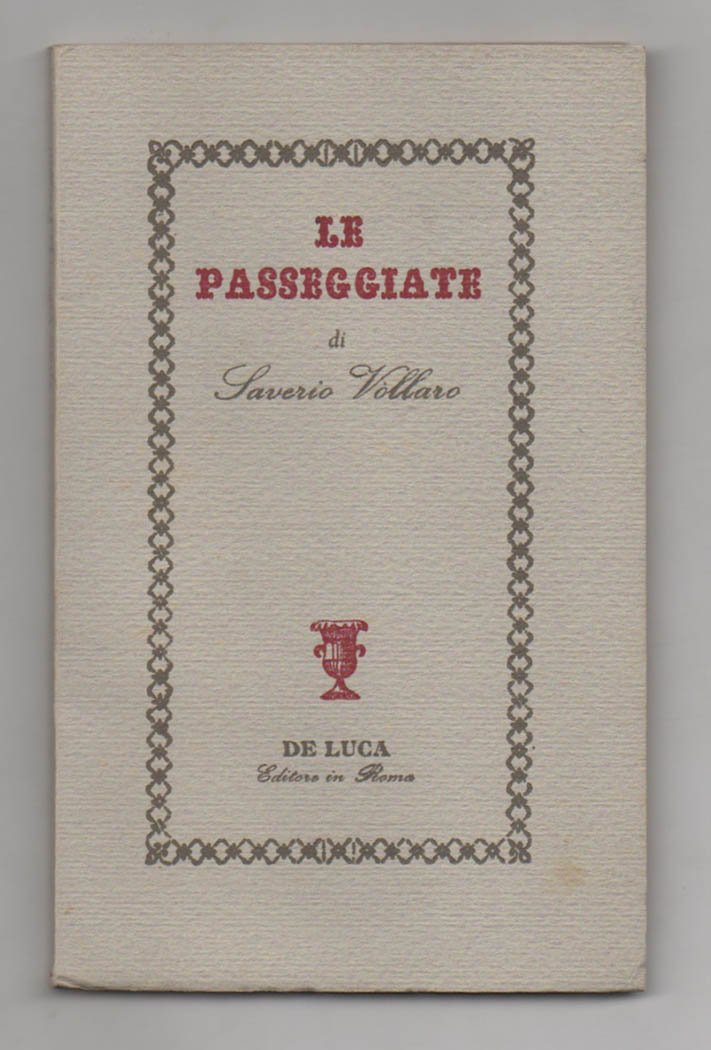 LE
PASSEGGIATE
di
Saverio Vòllaro
DE LUCA
Editore in Roma